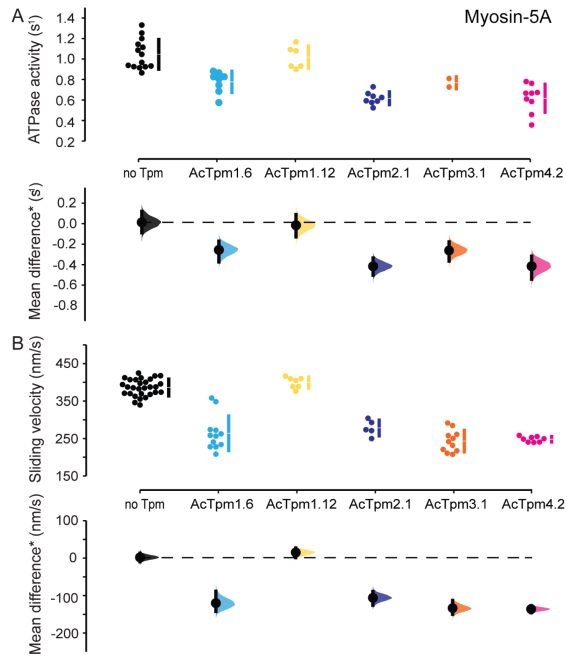 A
Myosin-5A
ATPase activity (s¹)
1.4
1.2
1.0
0.8
0.6
0.4
0.2
no Tpm AcTpm1.6 AcTpm1.12 AcTpm2.1 AcTpm3.1 AcTpm4.2
Mean difference* (s¹)
0.2
0.0
-0.2
-0.4
-0.6
-0.8
B
Sliding velocity (nm/s)
450
350
250
150
no Tpm AcTpm1.6 AcTpm1.12 AcTpm2.1 AcTpm3.1 AcTpm4.2
Mean difference* (nm/s)
100
0
-100
-200